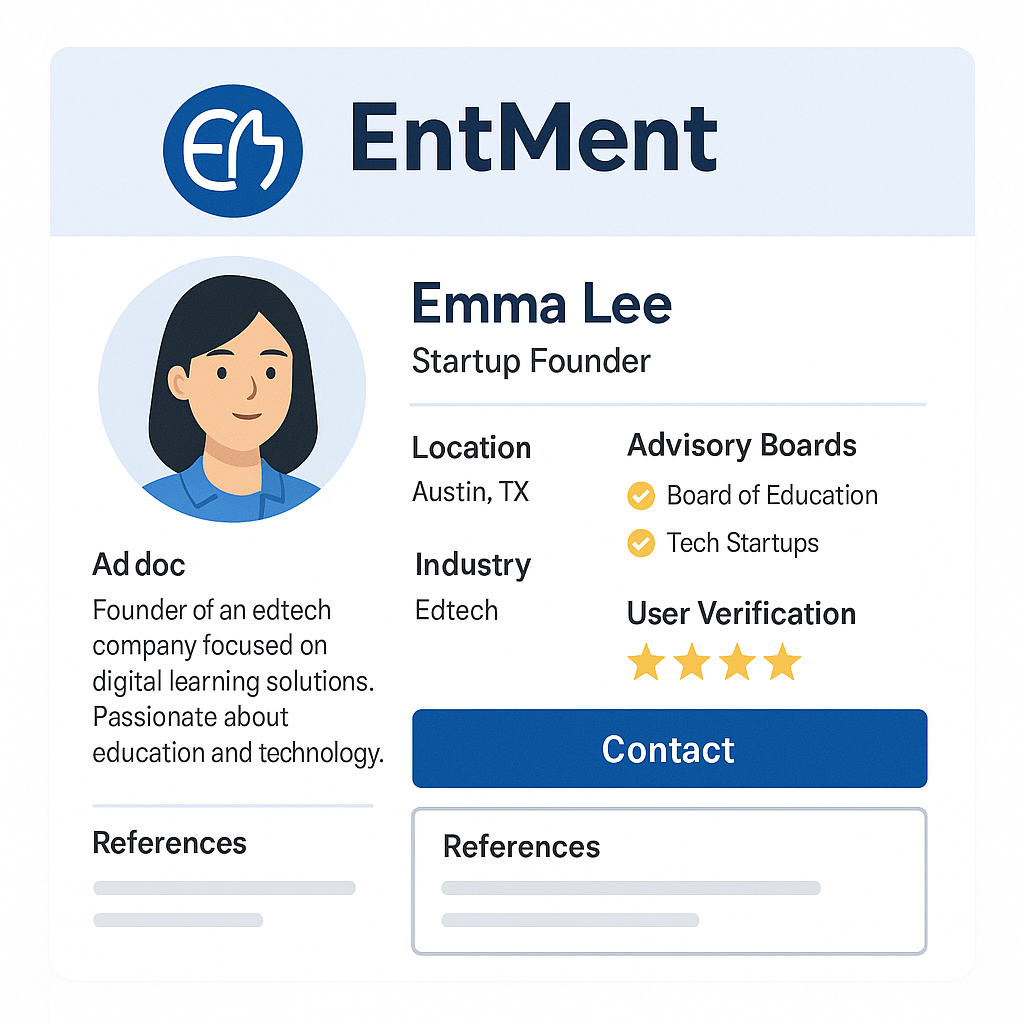 EM
EntMent
Emma Lee
Startup Founder
Location
Austin, TX
Industry
Edtech
Advisory Boards
Board of Education
Tech Startups
User Verification
Contact
Ad doc
Founder of an edtech
company focused on
digital learning solutions.
Passionate about
education and technology.
References
References